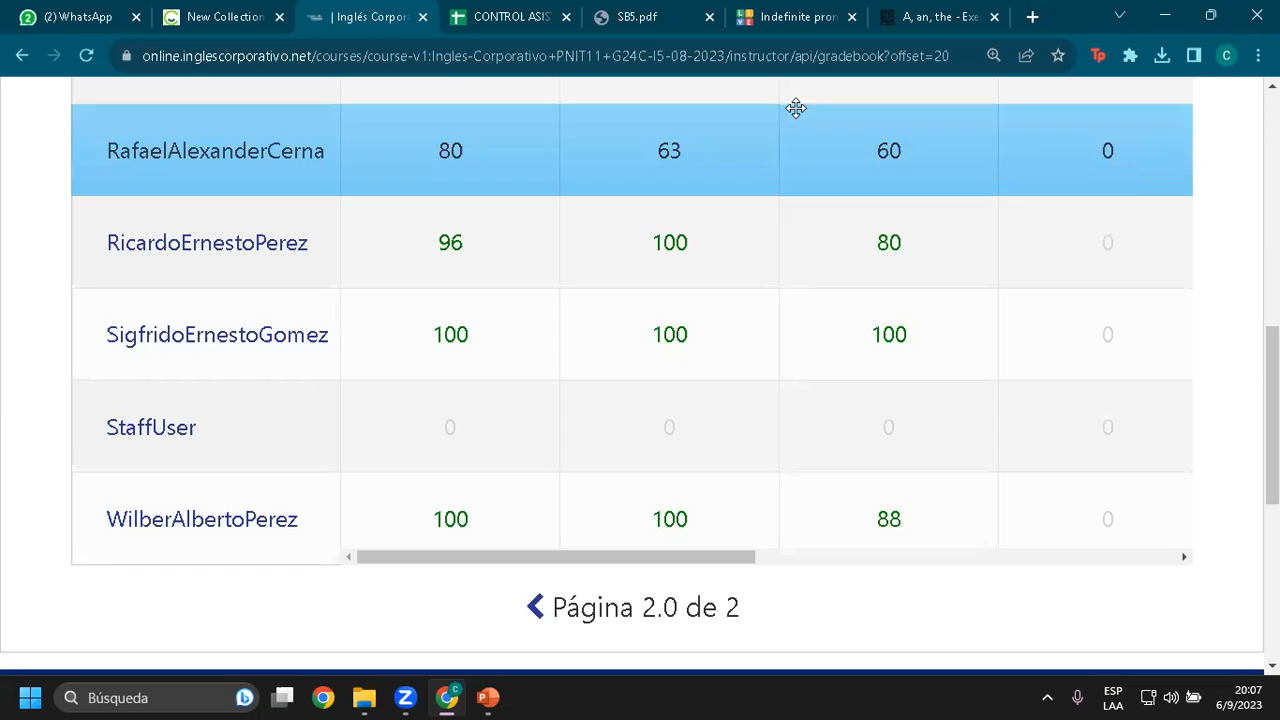 (2) WhatsApp
New Collection
| Inglés Corpora
CONTROL ASIS
SB5.pdf
Indefinite pron
A, an, the - Exe
online.inglescorporativo.net/courses/course-v1:Ingles-Corporativo+PNIT11+G24C-I5-08-2023/instructor/api/gradebook?offset=20
C
RafaelAlexanderCerna 80 63 60 0
RicardoErnestoPerez 96 100 80 0
SigfridoErnestoGomez 100 100 100 0
StaffUser 0 0 0 0
WilberAlbertoPerez 100 100 88 0
Página 2.0 de 2
Búsqueda
ESP
LAA
20:07
6/9/2023